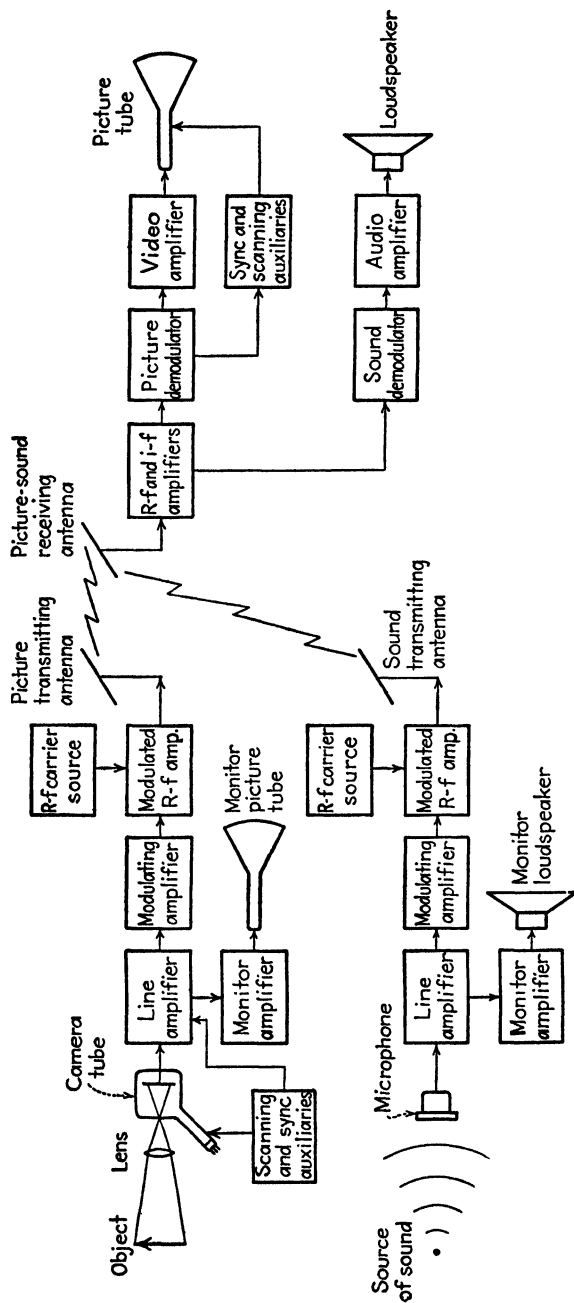 Object
Lens
Camera
tube
Scanning
and sync
auxiliaries
Line
amplifier
Monitor
amplifier
Modulating
amplifier
Monitor
picture
tube
R-f carrier
source
Modulated
R-f amp.
Picture
transmitting
antenna
Picture-sound
receiving
antenna
R-f and i-f
amplifiers
Picture
demodulator
Video
amplifier
Sync and
scanning
auxiliaries
Picture
tube
Sound
demodulator
Audio
amplifier
Loudspeaker
Source
of sound
Microphone
Line
amplifier
Monitor
amplifier
Modulating
amplifier
Monitor
loudspeaker
R-f carrier
source
Modulated
R-f amp.
Sound
transmitting
antenna